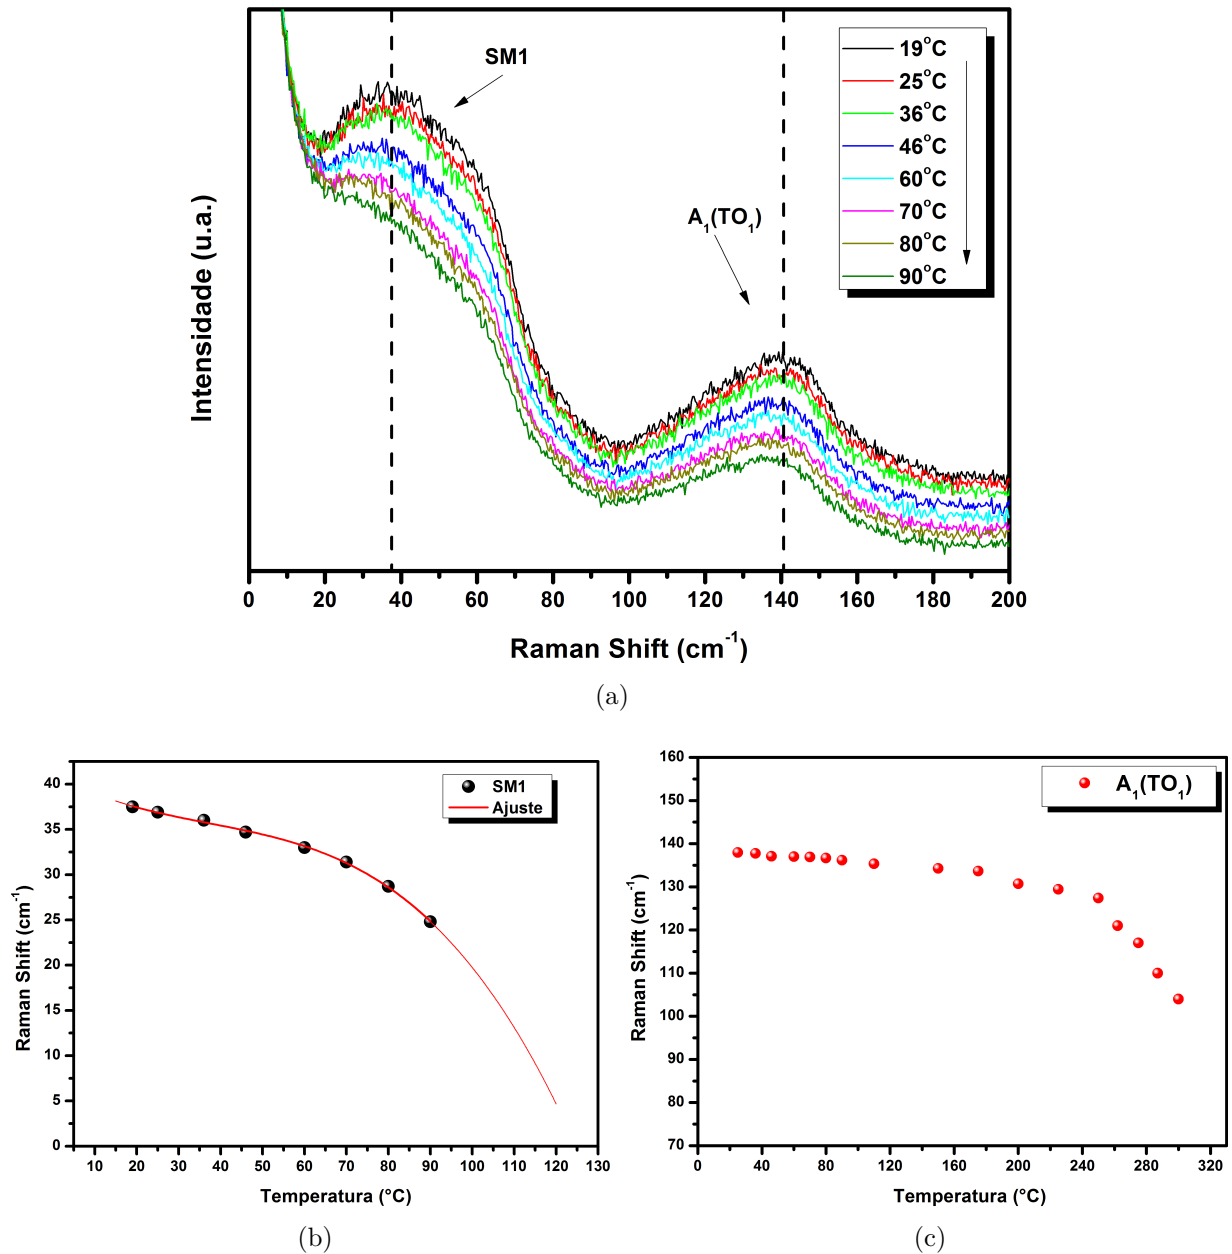 SM1
A₁(TO₁)
19°C
25°C
36°C
46°C
60°C
70°C
80°C
90°C
Intensidade (u.a.)
0 20 40 60 80 100 120 140 160 180 200
Raman Shift (cm⁻¹)
(a)
40
35
30
25
20
15
10
5
0
Raman Shift (cm⁻¹)
SM1
Ajuste
10 20 30 40 50 60 70 80 90 100 110 120 130
Temperatura (°C)
(b)
160
150
140
130
120
110
100
90
80
70
Raman Shift (cm⁻¹)
A₁(TO₁)
0 40 80 120 160 200 240 280 320
Temperatura (°C)
(c)